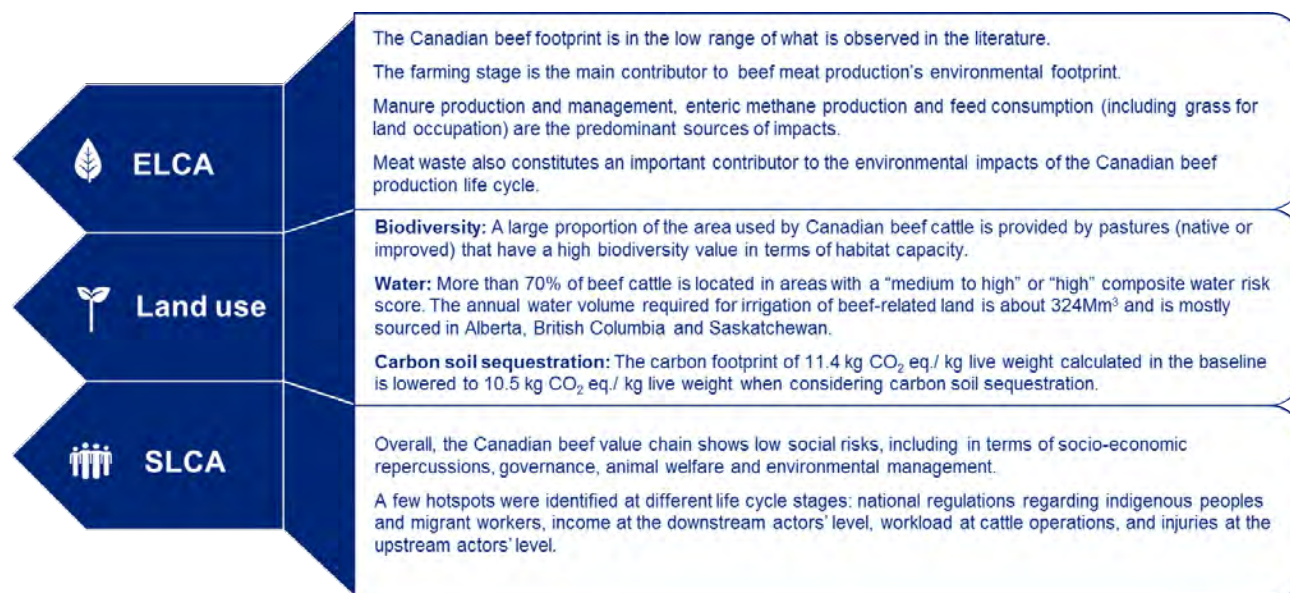 ELCA
The Canadian beef footprint is in the low range of what is observed in the literature.
The farming stage is the main contributor to beef meat production's environmental footprint.
Manure production and management, enteric methane production and feed consumption (including grass for
land occupation) are the predominant sources of impacts.
Meat waste also constitutes an important contributor to the environmental impacts of the Canadian beef
production life cycle.
Land use
Biodiversity: A large proportion of the area used by Canadian beef cattle is provided by pastures (native or
improved) that have a high biodiversity value in terms of habitat capacity.
Water: More than 70% of beef cattle is located in areas with a “medium to high” or “high” composite water risk
score. The annual water volume required for irrigation of beef-related land is about 324Mm³ and is mostly
sourced in Alberta, British Columbia and Saskatchewan.
Carbon soil sequestration: The carbon footprint of 11.4 kg CO₂ eq./ kg live weight calculated in the baseline
is lowered to 10.5 kg CO₂ eq./ kg live weight when considering carbon soil sequestration.
SLCA
Overall, the Canadian beef value chain shows low social risks, including in terms of socio-economic
repercussions, governance, animal welfare and environmental management.
A few hotspots were identified at different life cycle stages: national regulations regarding indigenous peoples
and migrant workers, income at the downstream actors' level, workload at cattle operations, and injuries at the
upstream actors' level.